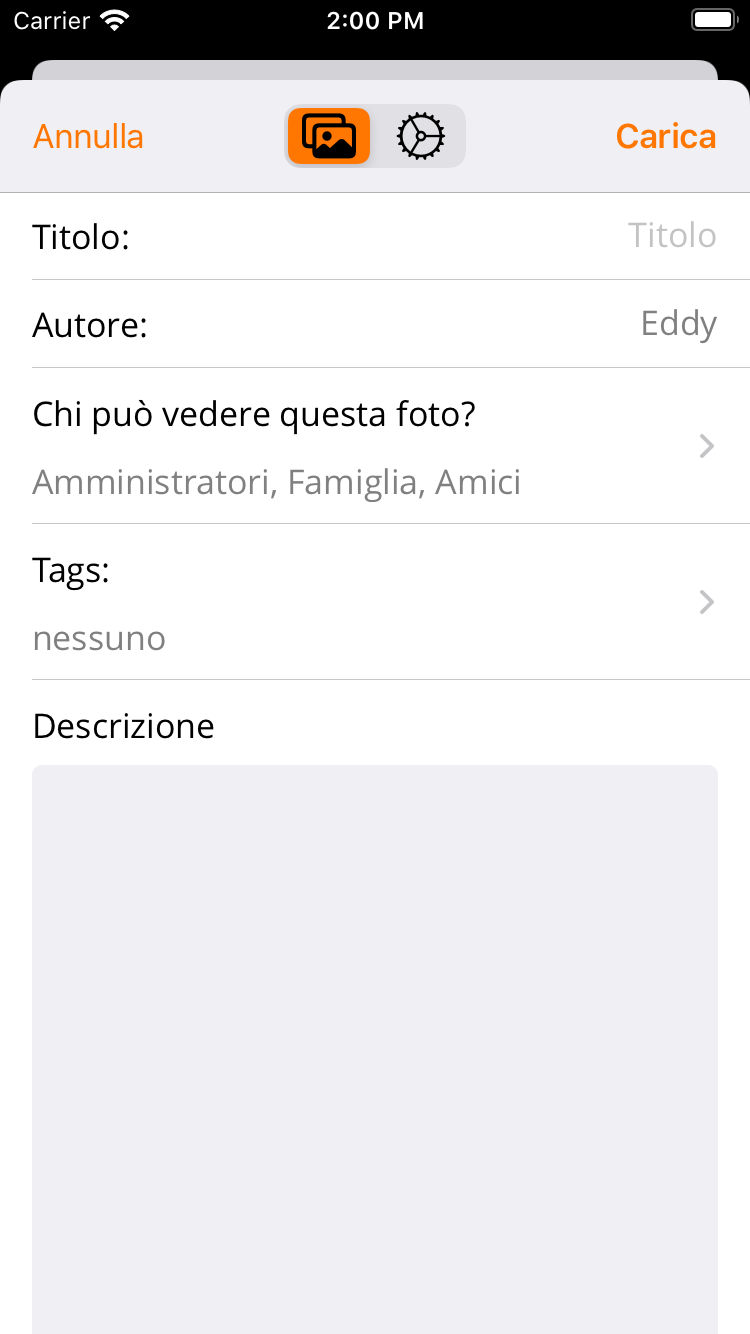 Carrier 2:00 PM
Annulla Carica
Titolo: Titolo
Autore: Eddy
Chi può vedere questa foto?
Amministratori, Famiglia, Amici
Tags:
nessuno
Descrizione